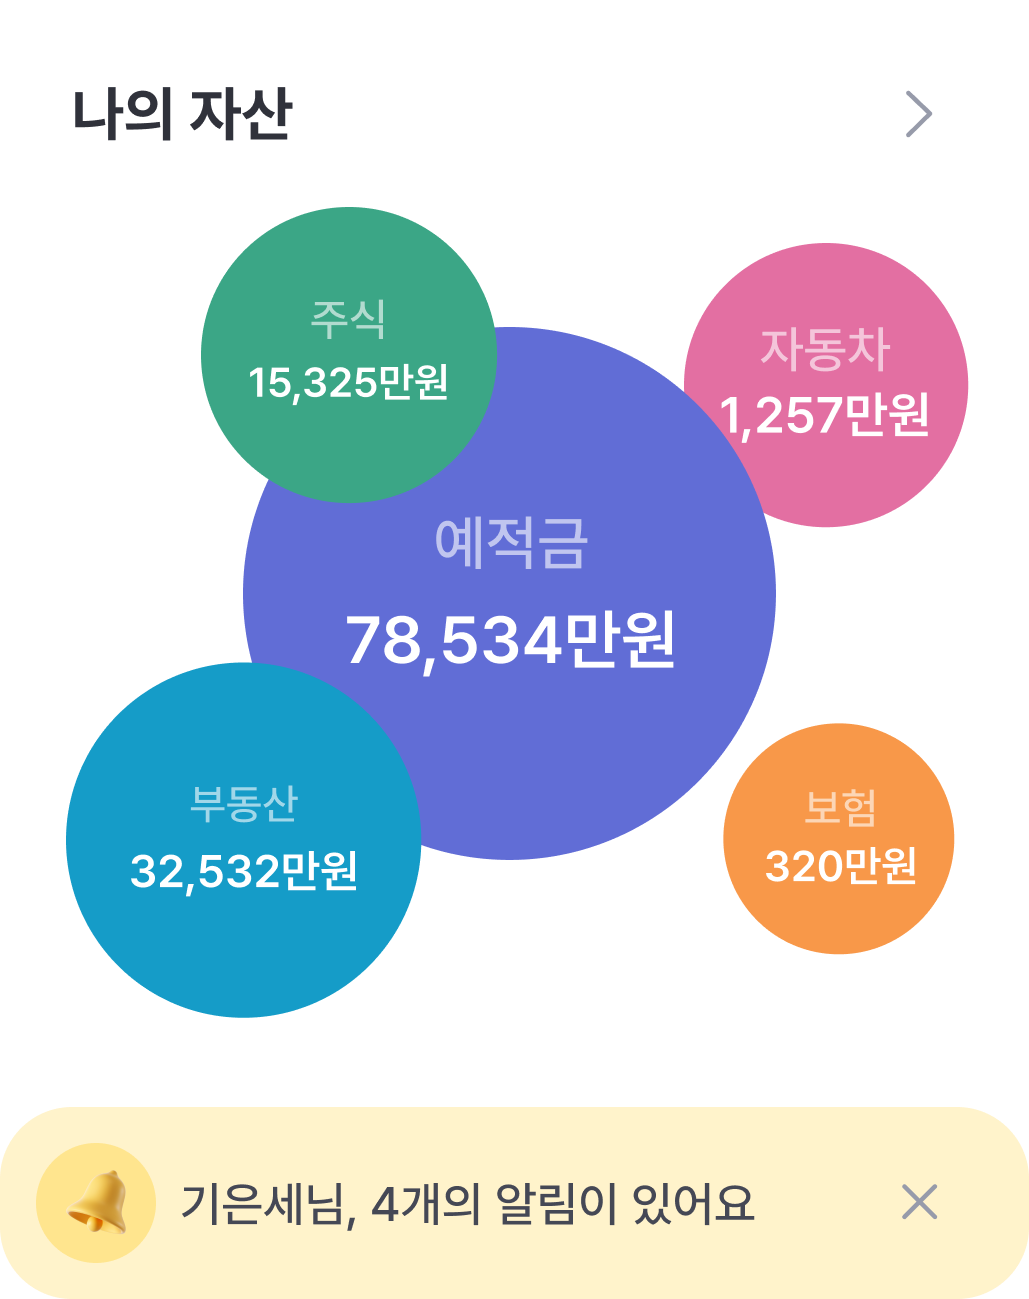 나의 자산
주식
15,325만원
자동차
1,257만원
예적금
78,534만원
부동산
32,532만원
보험
320만원
기은세님, 4개의 알림이 있어요